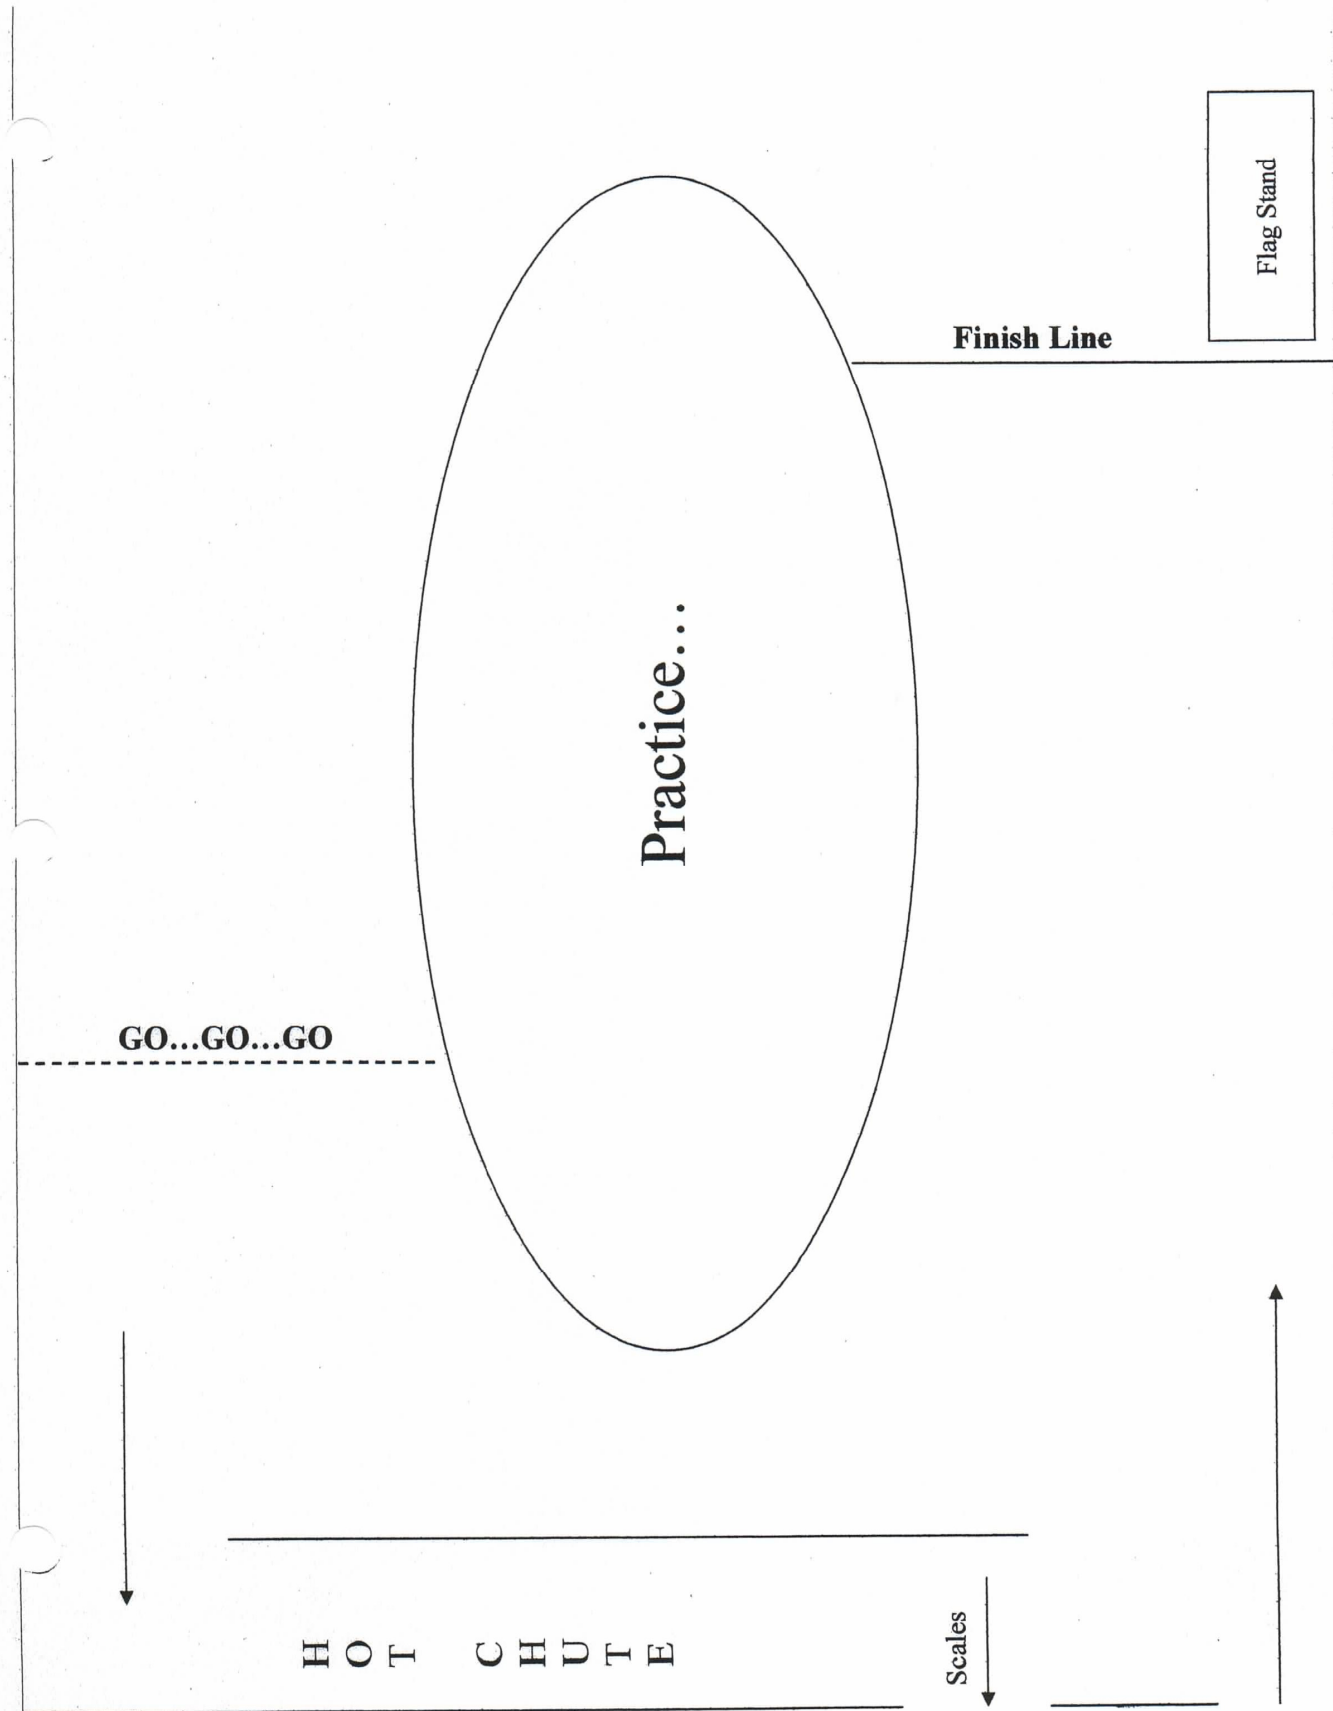 Flag Stand
Finish Line
Practice...
GO...GO...GO
HOT CHUTE
Scales